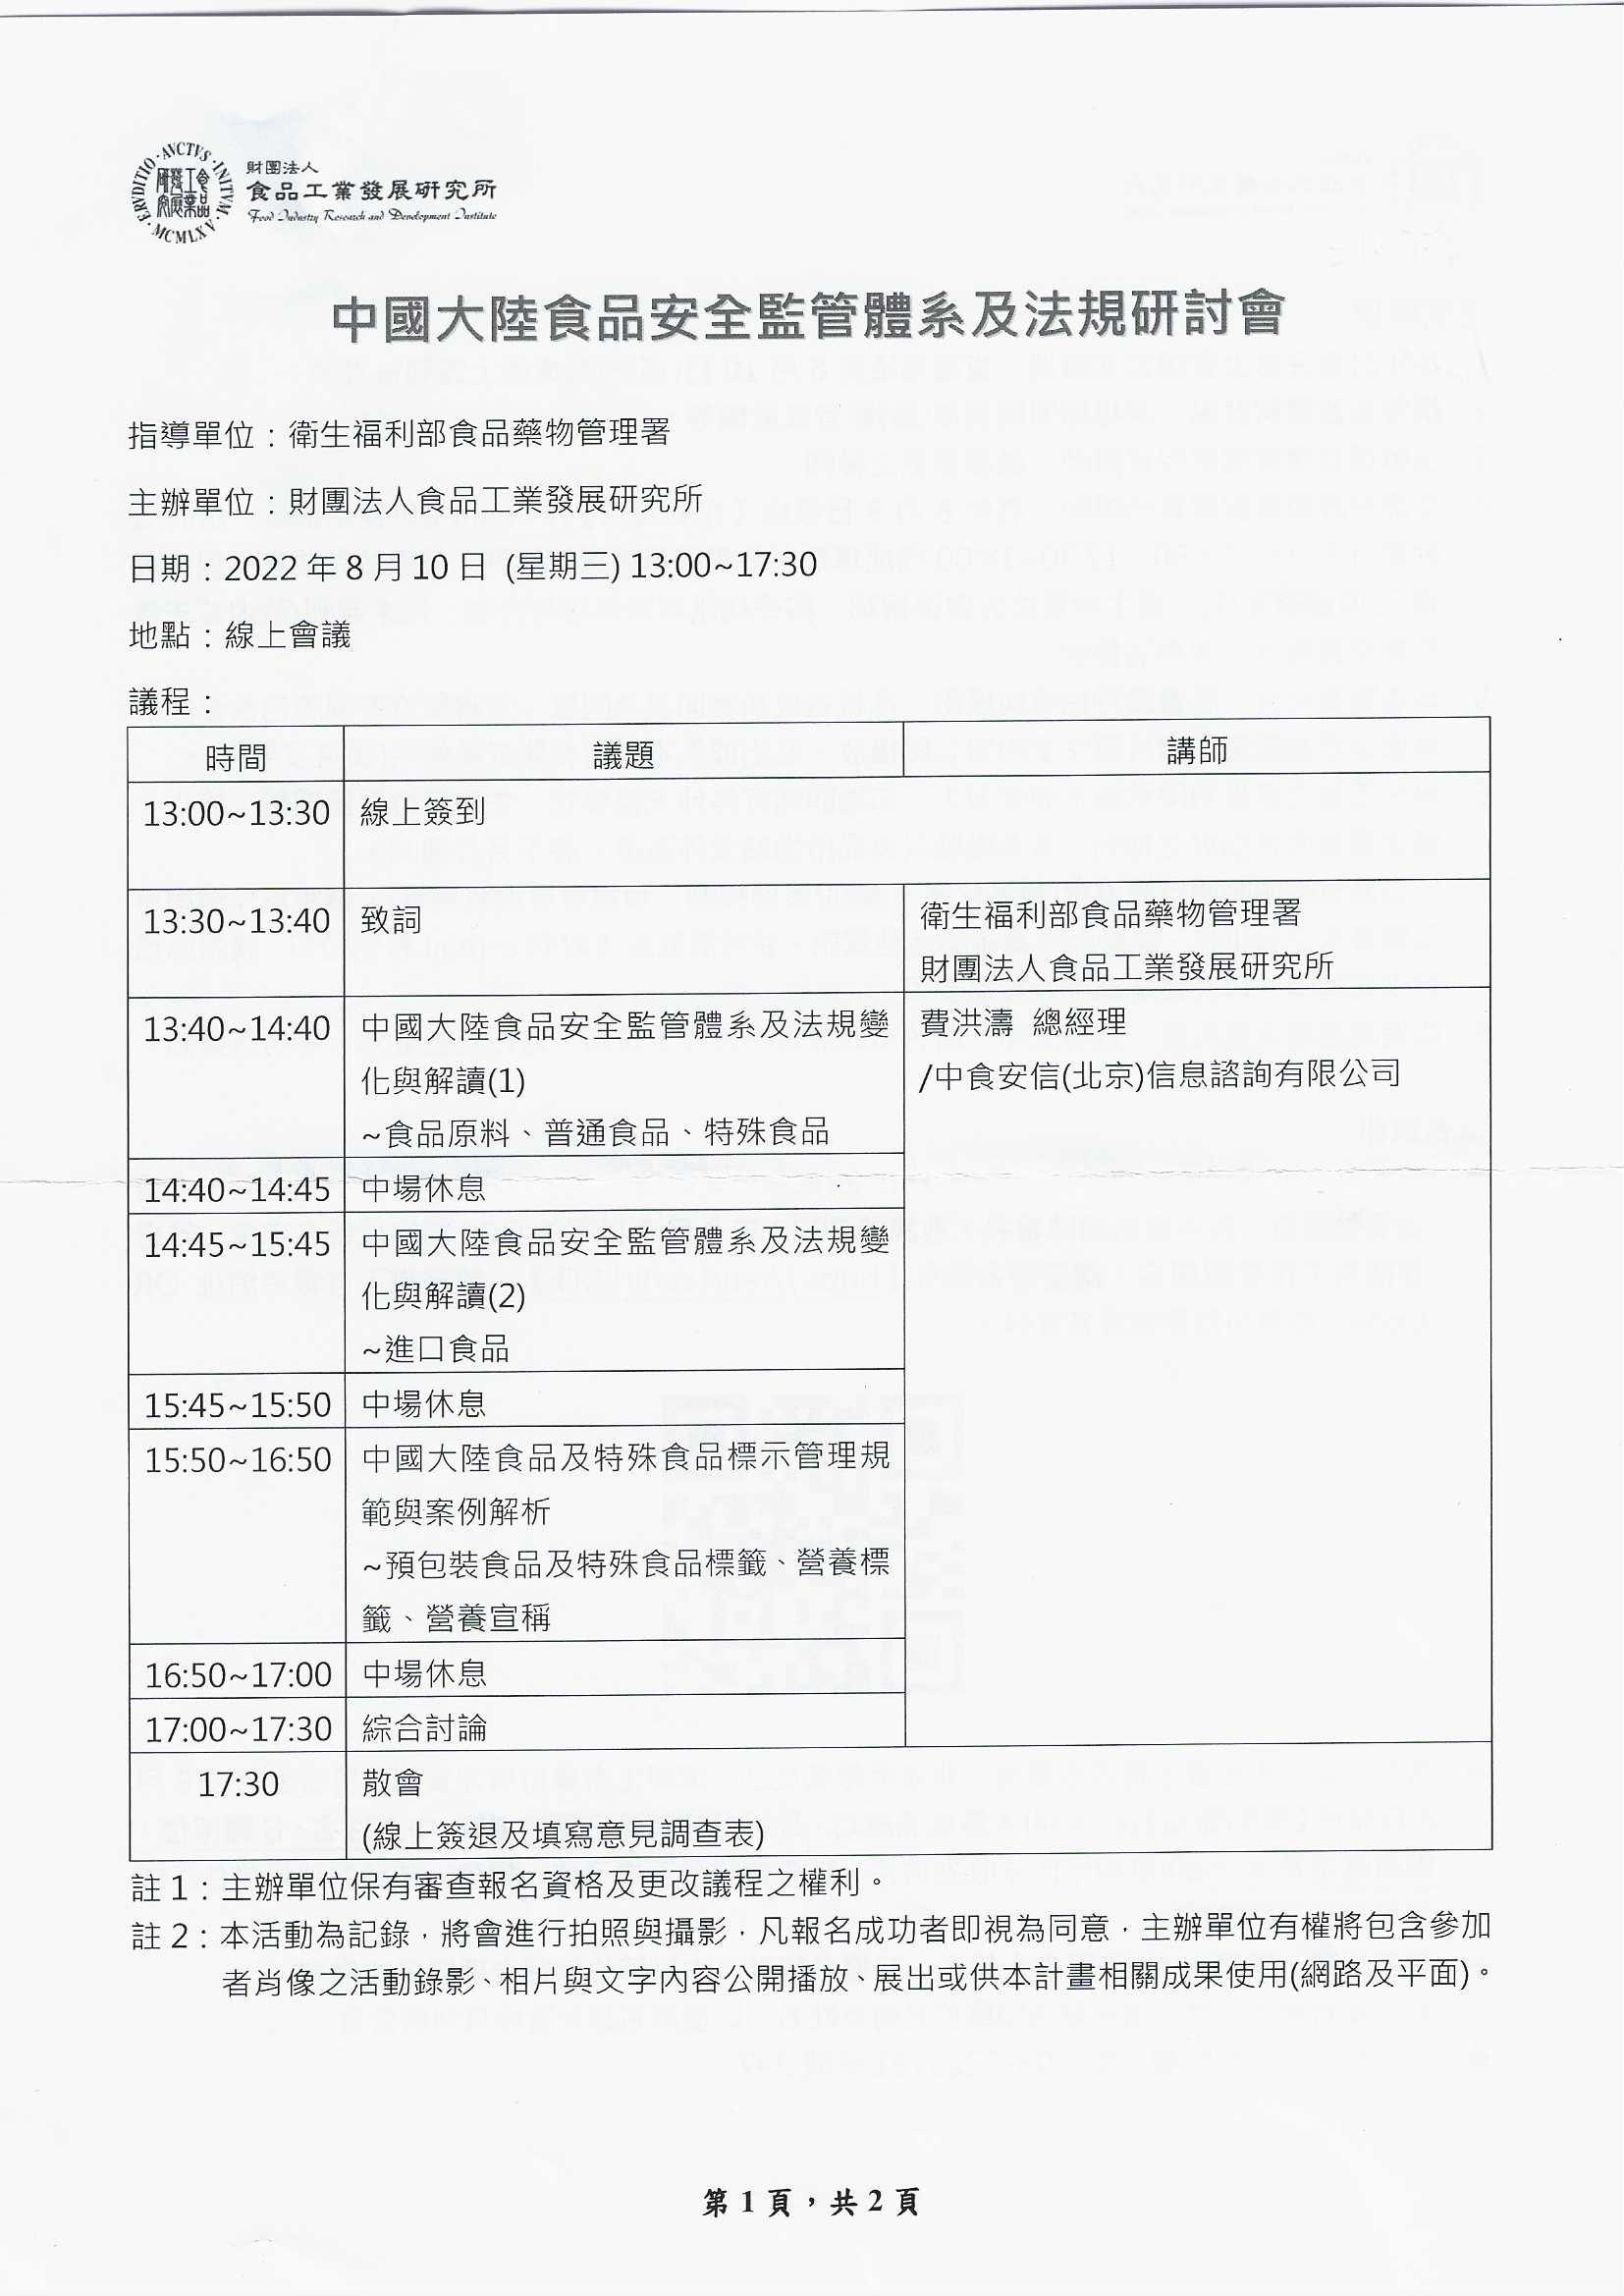 ERVDITIO·AVCTVS·INITVM·MCMLXV·
財團法人
食品工業發展研究所
Food Industry Research and Development Institute
中國大陸食品安全監管體系及法規研討會
指導單位：衛生福利部食品藥物管理署
主辦單位：財團法人食品工業發展研究所
日期：2022 年 8 月 10 日 (星期三) 13:00~17:30
地點：線上會議
議程：
時間 議題 講師
13:00~13:30 線上簽到
13:30~13:40 致詞 衛生福利部食品藥物管理署
財團法人食品工業發展研究所
13:40~14:40 中國大陸食品安全監管體系及法規變 費洪濤 總經理
化與解讀(1) /中食安信(北京)信息諮詢有限公司
~食品原料、普通食品、特殊食品
14:40~14:45 中場休息
14:45~15:45 中國大陸食品安全監管體系及法規變
化與解讀(2)
~進口食品
15:45~15:50 中場休息
15:50~16:50 中國大陸食品及特殊食品標示管理規
範與案例解析
~預包裝食品及特殊食品標籤、營養標
籤、營養宣稱
16:50~17:00 中場休息
17:00~17:30 綜合討論
17:30 散會
(線上簽退及填寫意見調查表)
註 1：主辦單位保有審查報名資格及更改議程之權利。
註 2：本活動為記錄，將會進行拍照與攝影，凡報名成功者即視為同意，主辦單位有權將包含參加
者肖像之活動錄影、相片與文字內容公開播放、展出或供本計畫相關成果使用(網路及平面)。
第 1 頁，共 2 頁